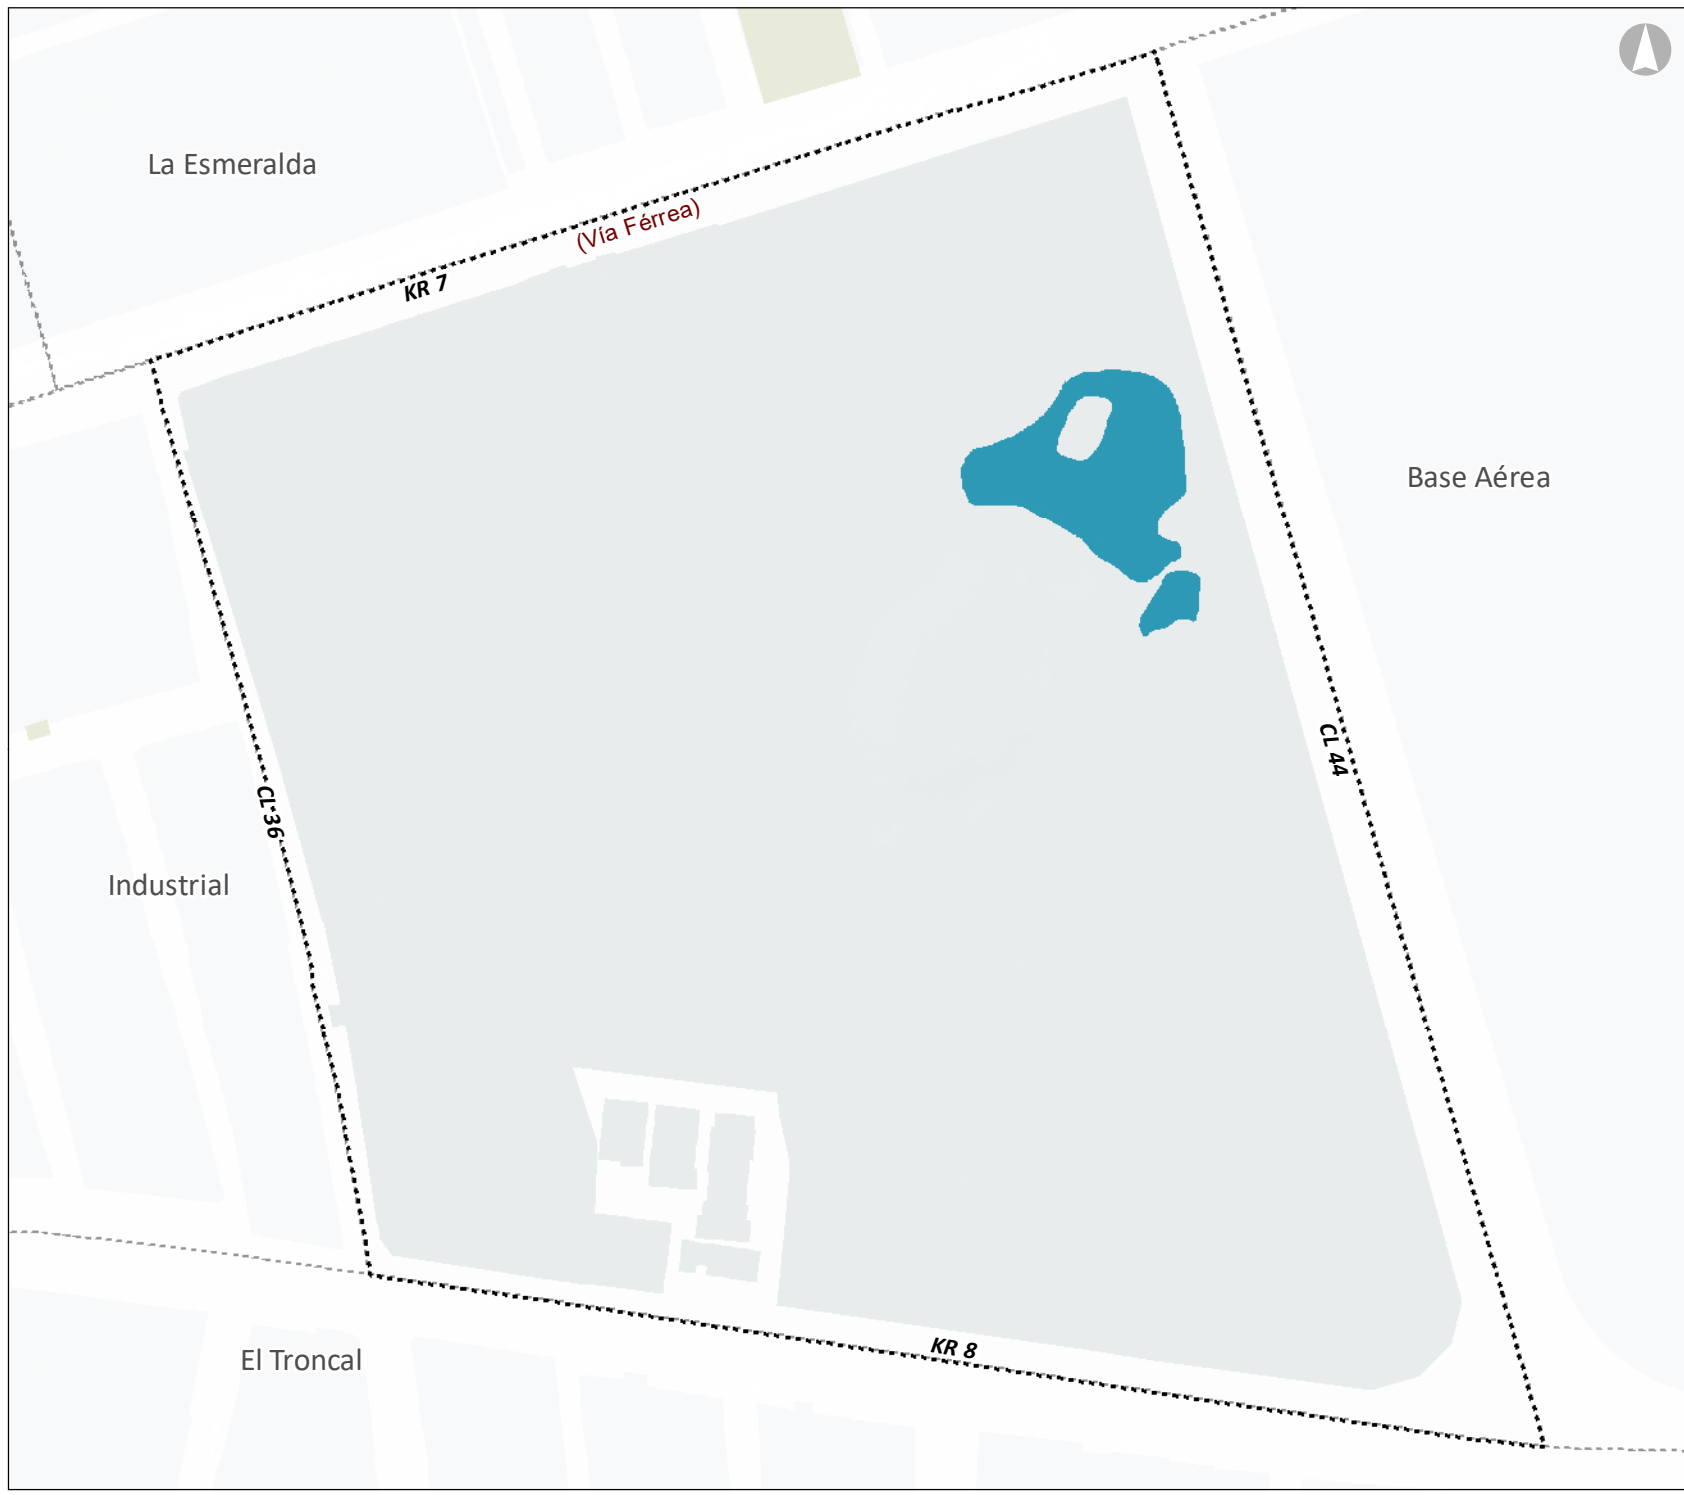 La Esmeralda
(Vía Férrea)
KR 7
Base Aérea
CL 44
CL 36
Industrial
KR 8
El Troncal